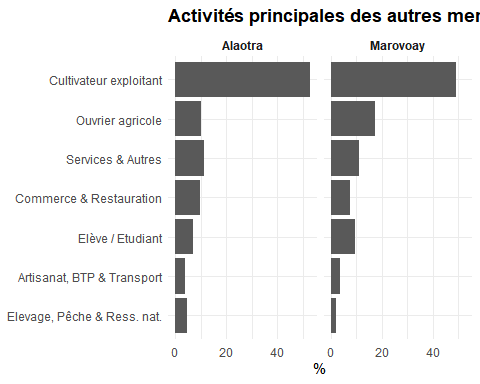 Activités principales des autres
Alaotra Marovoay
Cultivateur exploitant
Ouvrier agricole
Services & Autres
Commerce & Restauration
Elève / Etudiant
Artisanat, BTP & Transport
Elevage, Pêche & Ress. nat.
0 20 40 0 20 40
%